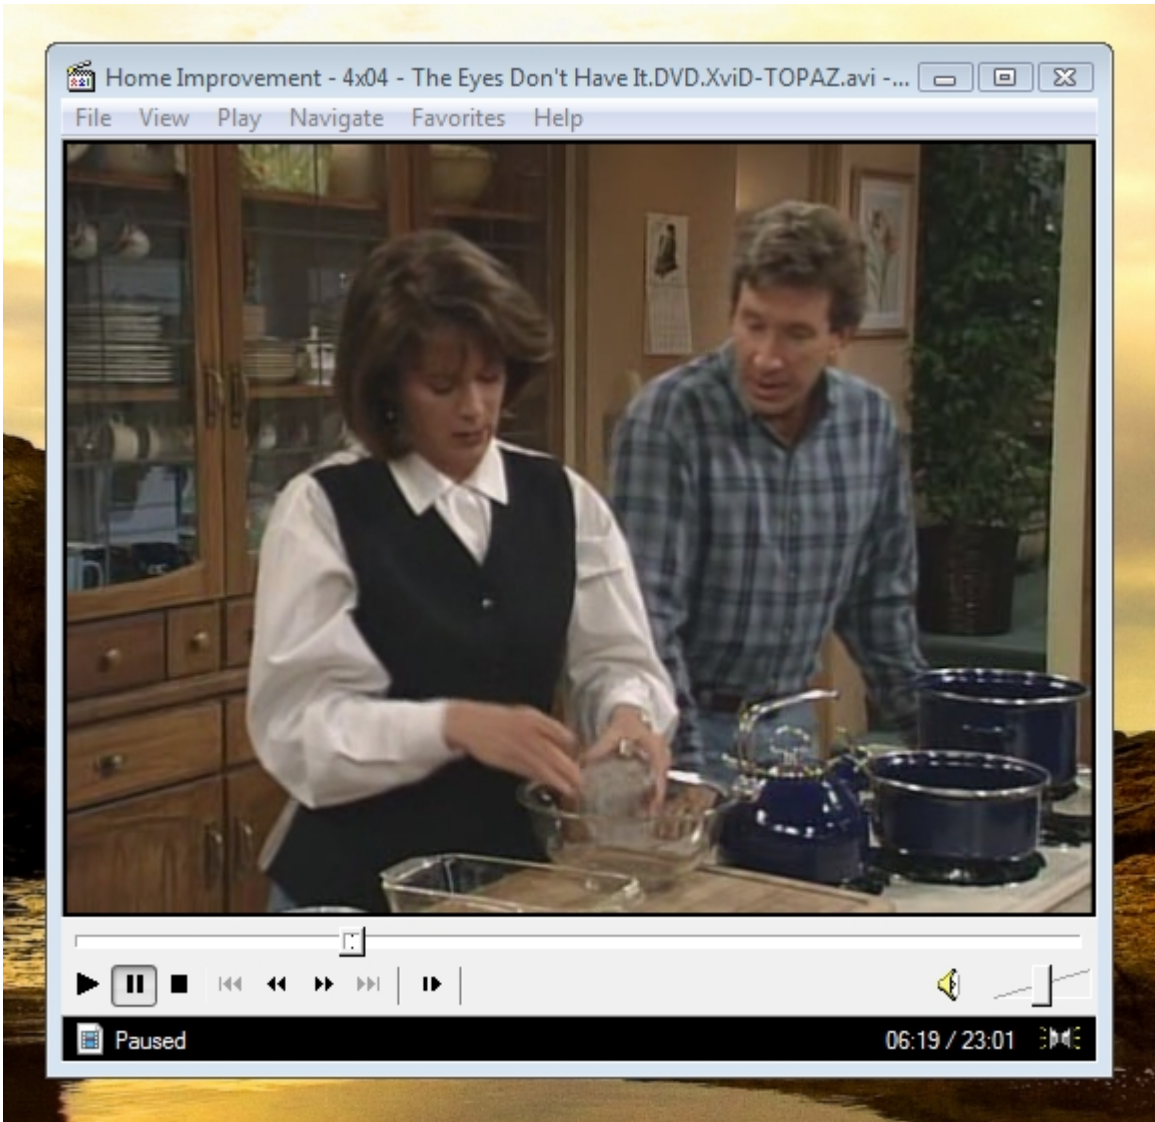 Home Improvement - 4x04 - The Eyes Don't Have It.DVD.XviD-TOPAZ.avi -...
File View Play Navigate Favorites Help
Paused 06:19 / 23:01